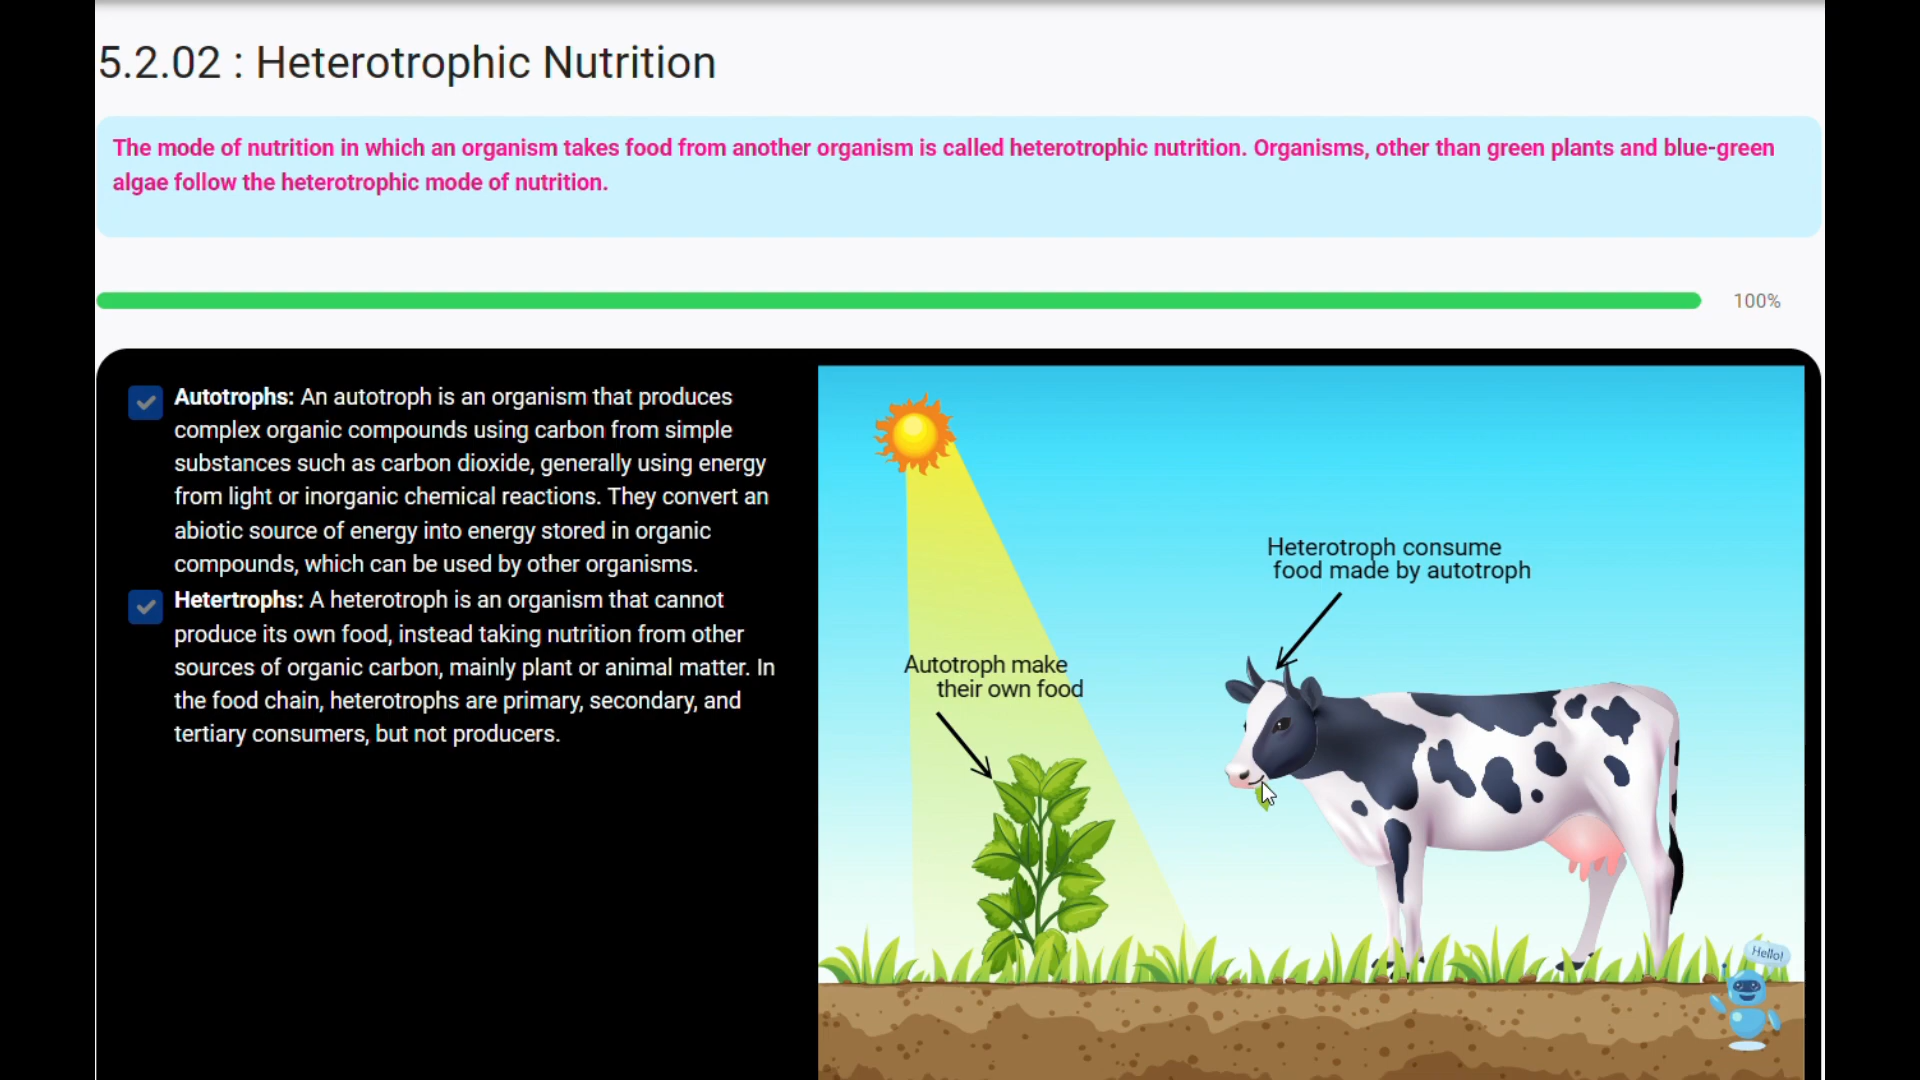 5.2.02 : Heterotrophic Nutrition
The mode of nutrition in which an organism takes food from another organism is called heterotrophic nutrition. Organisms, other than green plants and blue-green
algae follow the heterotrophic mode of nutrition.
100%
Autotrophs: An autotroph is an organism that produces
complex organic compounds using carbon from simple
substances such as carbon dioxide, generally using energy
from light or inorganic chemical reactions. They convert an
abiotic source of energy into energy stored in organic
compounds, which can be used by other organisms.
Hetertrophs: A heterotroph is an organism that cannot
produce its own food, instead taking nutrition from other
sources of organic carbon, mainly plant or animal matter. In
the food chain, heterotrophs are primary, secondary, and
tertiary consumers, but not producers.
Heterotroph consume
food made by autotroph
Autotroph make
their own food
Hello!